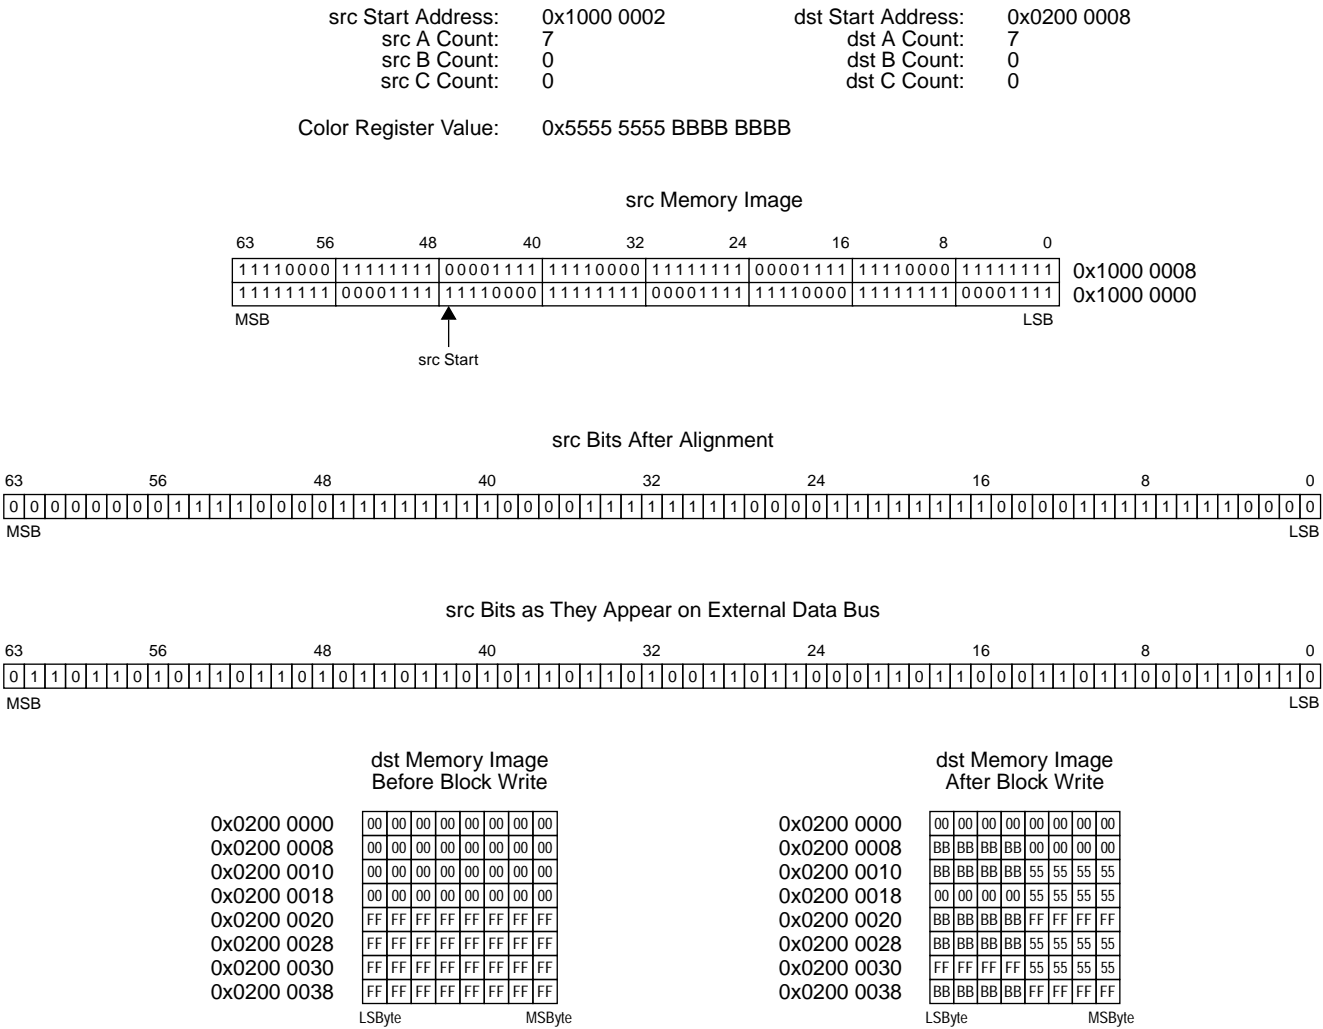 src Start Address: 0x1000 0002 dst Start Address: 0x0200 0008
src A Count: 7 dst A Count: 7
src B Count: 0 dst B Count: 0
src C Count: 0 dst C Count: 0
Color Register Value: 0x5555 5555 BBBB BBBB
src Memory Image
63 56 48 40 32 24 16 8 0
11110000 11111111 00001111 11110000 11111111 00001111 11110000 11111111 0x1000 0008
11111111 00001111 11110000 11111111 00001111 11110000 11111111 00001111 0x1000 0000
MSB LSB
src Start
src Bits After Alignment
63 56 48 40 32 24 16 8 0
0 0 0 0 0 0 0 0 1 1 1 1 0 0 0 0 1 1 1 1 1 1 1 1 0 0 0 0 1 1 1 1 1 1 1 1 0 0 0 0 1 1 1 1 1 1 1 1 0 0 0 0 1 1 1 1 1 1 1 1 0 0 0 0
MSB LSB
src Bits as They Appear on External Data Bus
63 56 48 40 32 24 16 8 0
0 1 1 0 1 1 0 1 0 1 1 0 1 1 0 1 0 1 1 0 1 1 0 1 0 1 1 0 1 1 0 1 0 0 1 1 0 1 1 0 0 0 1 1 0 1 1 0 0 0 1 1 0 1 1 0 0 0 1 1 0 1 1 0
MSB LSB
dst Memory Image
Before Block Write
0x0200 0000 00 00 00 00 00 00 00 00
0x0200 0008 00 00 00 00 00 00 00 00
0x0200 0010 00 00 00 00 00 00 00 00
0x0200 0018 00 00 00 00 00 00 00 00
0x0200 0020 FF FF FF FF FF FF FF FF
0x0200 0028 FF FF FF FF FF FF FF FF
0x0200 0030 FF FF FF FF FF FF FF FF
0x0200 0038 FF FF FF FF FF FF FF FF
LSByte MSByte
dst Memory Image
After Block Write
0x0200 0000 00 00 00 00 00 00 00 00
0x0200 0008 BB BB BB BB 00 00 00 00
0x0200 0010 BB BB BB BB 55 55 55 55
0x0200 0018 00 00 00 00 55 55 55 55
0x0200 0020 BB BB BB BB FF FF FF FF
0x0200 0028 BB BB BB BB 55 55 55 55
0x0200 0030 FF FF FF FF 55 55 55 55
0x0200 0038 BB BB BB BB FF FF FF FF
LSByte MSByte